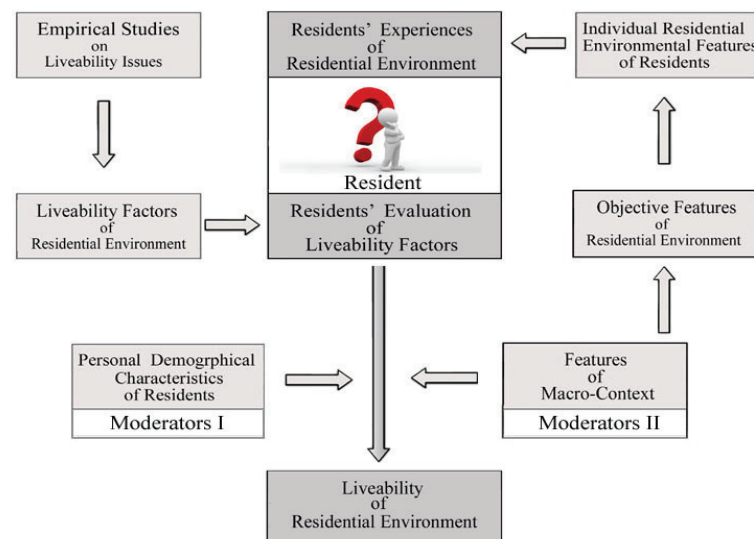 Empirical Studies
on
Liveability Issues
Residents' Experiences
of
Residential Environment
Individual Residential
Environmental Features
of Residents
Resident
Liveability Factors
of
Residential Environment
Residents' Evaluation
of
Liveability Factors
Objective Features
of
Residential Environment
Personal Demogrphical
Characteristics
of Residents
Moderators I
Features
of
Macro-Context
Moderators II
Liveability
of
Residential Environment